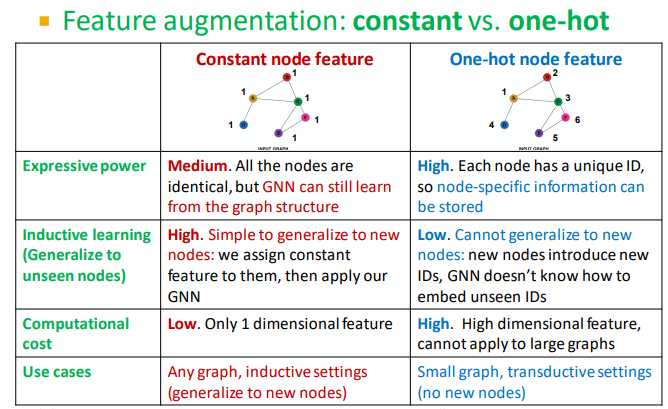 Feature augmentation: constant vs. one-hot
Constant node feature
One-hot node feature
1
1
1
1
1
1
A
B
C
INPUT GRAPH
2
1
3
4
6
5
A
B
C
INPUT GRAPH
Expressive power
Medium. All the nodes are
identical, but GNN can still learn
from the graph structure
High. Each node has a unique ID,
so node-specific information can
be stored
Inductive learning
(Generalize to
unseen nodes)
High. Simple to generalize to new
nodes: we assign constant
feature to them, then apply our
GNN
Low. Cannot generalize to new
nodes: new nodes introduce new
IDs, GNN doesn't know how to
embed unseen IDs
Computational
cost
Low. Only 1 dimensional feature
High. High dimensional feature,
cannot apply to large graphs
Use cases
Any graph, inductive settings
(generalize to new nodes)
Small graph, transductive settings
(no new nodes)